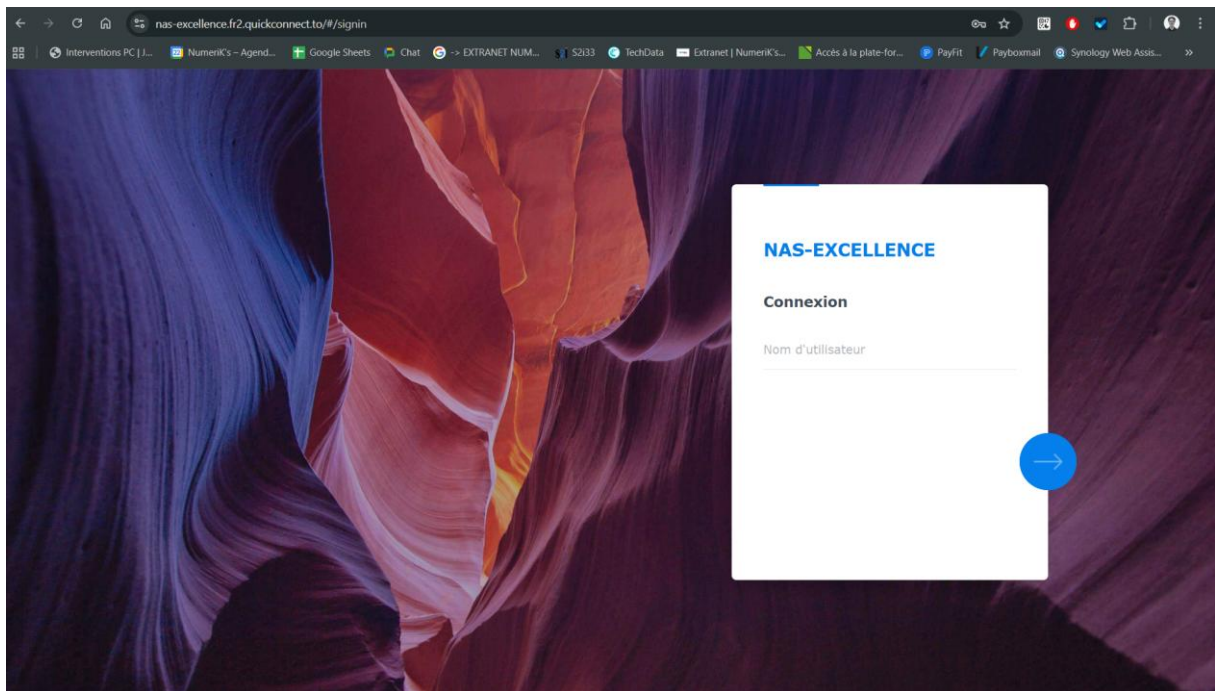 nas-excellence.fr2.quickconnect.to/#/signin
Interventions PC | J... NumeriK's – Agend... Google Sheets Chat -> EXTRANET NUM... S2i33 TechData Extranet | NumeriK's... Accès à la plate-for... PayFit Payboxmail Synology Web Assis... »
NAS-EXCELLENCE
Connexion
Nom d'utilisateur